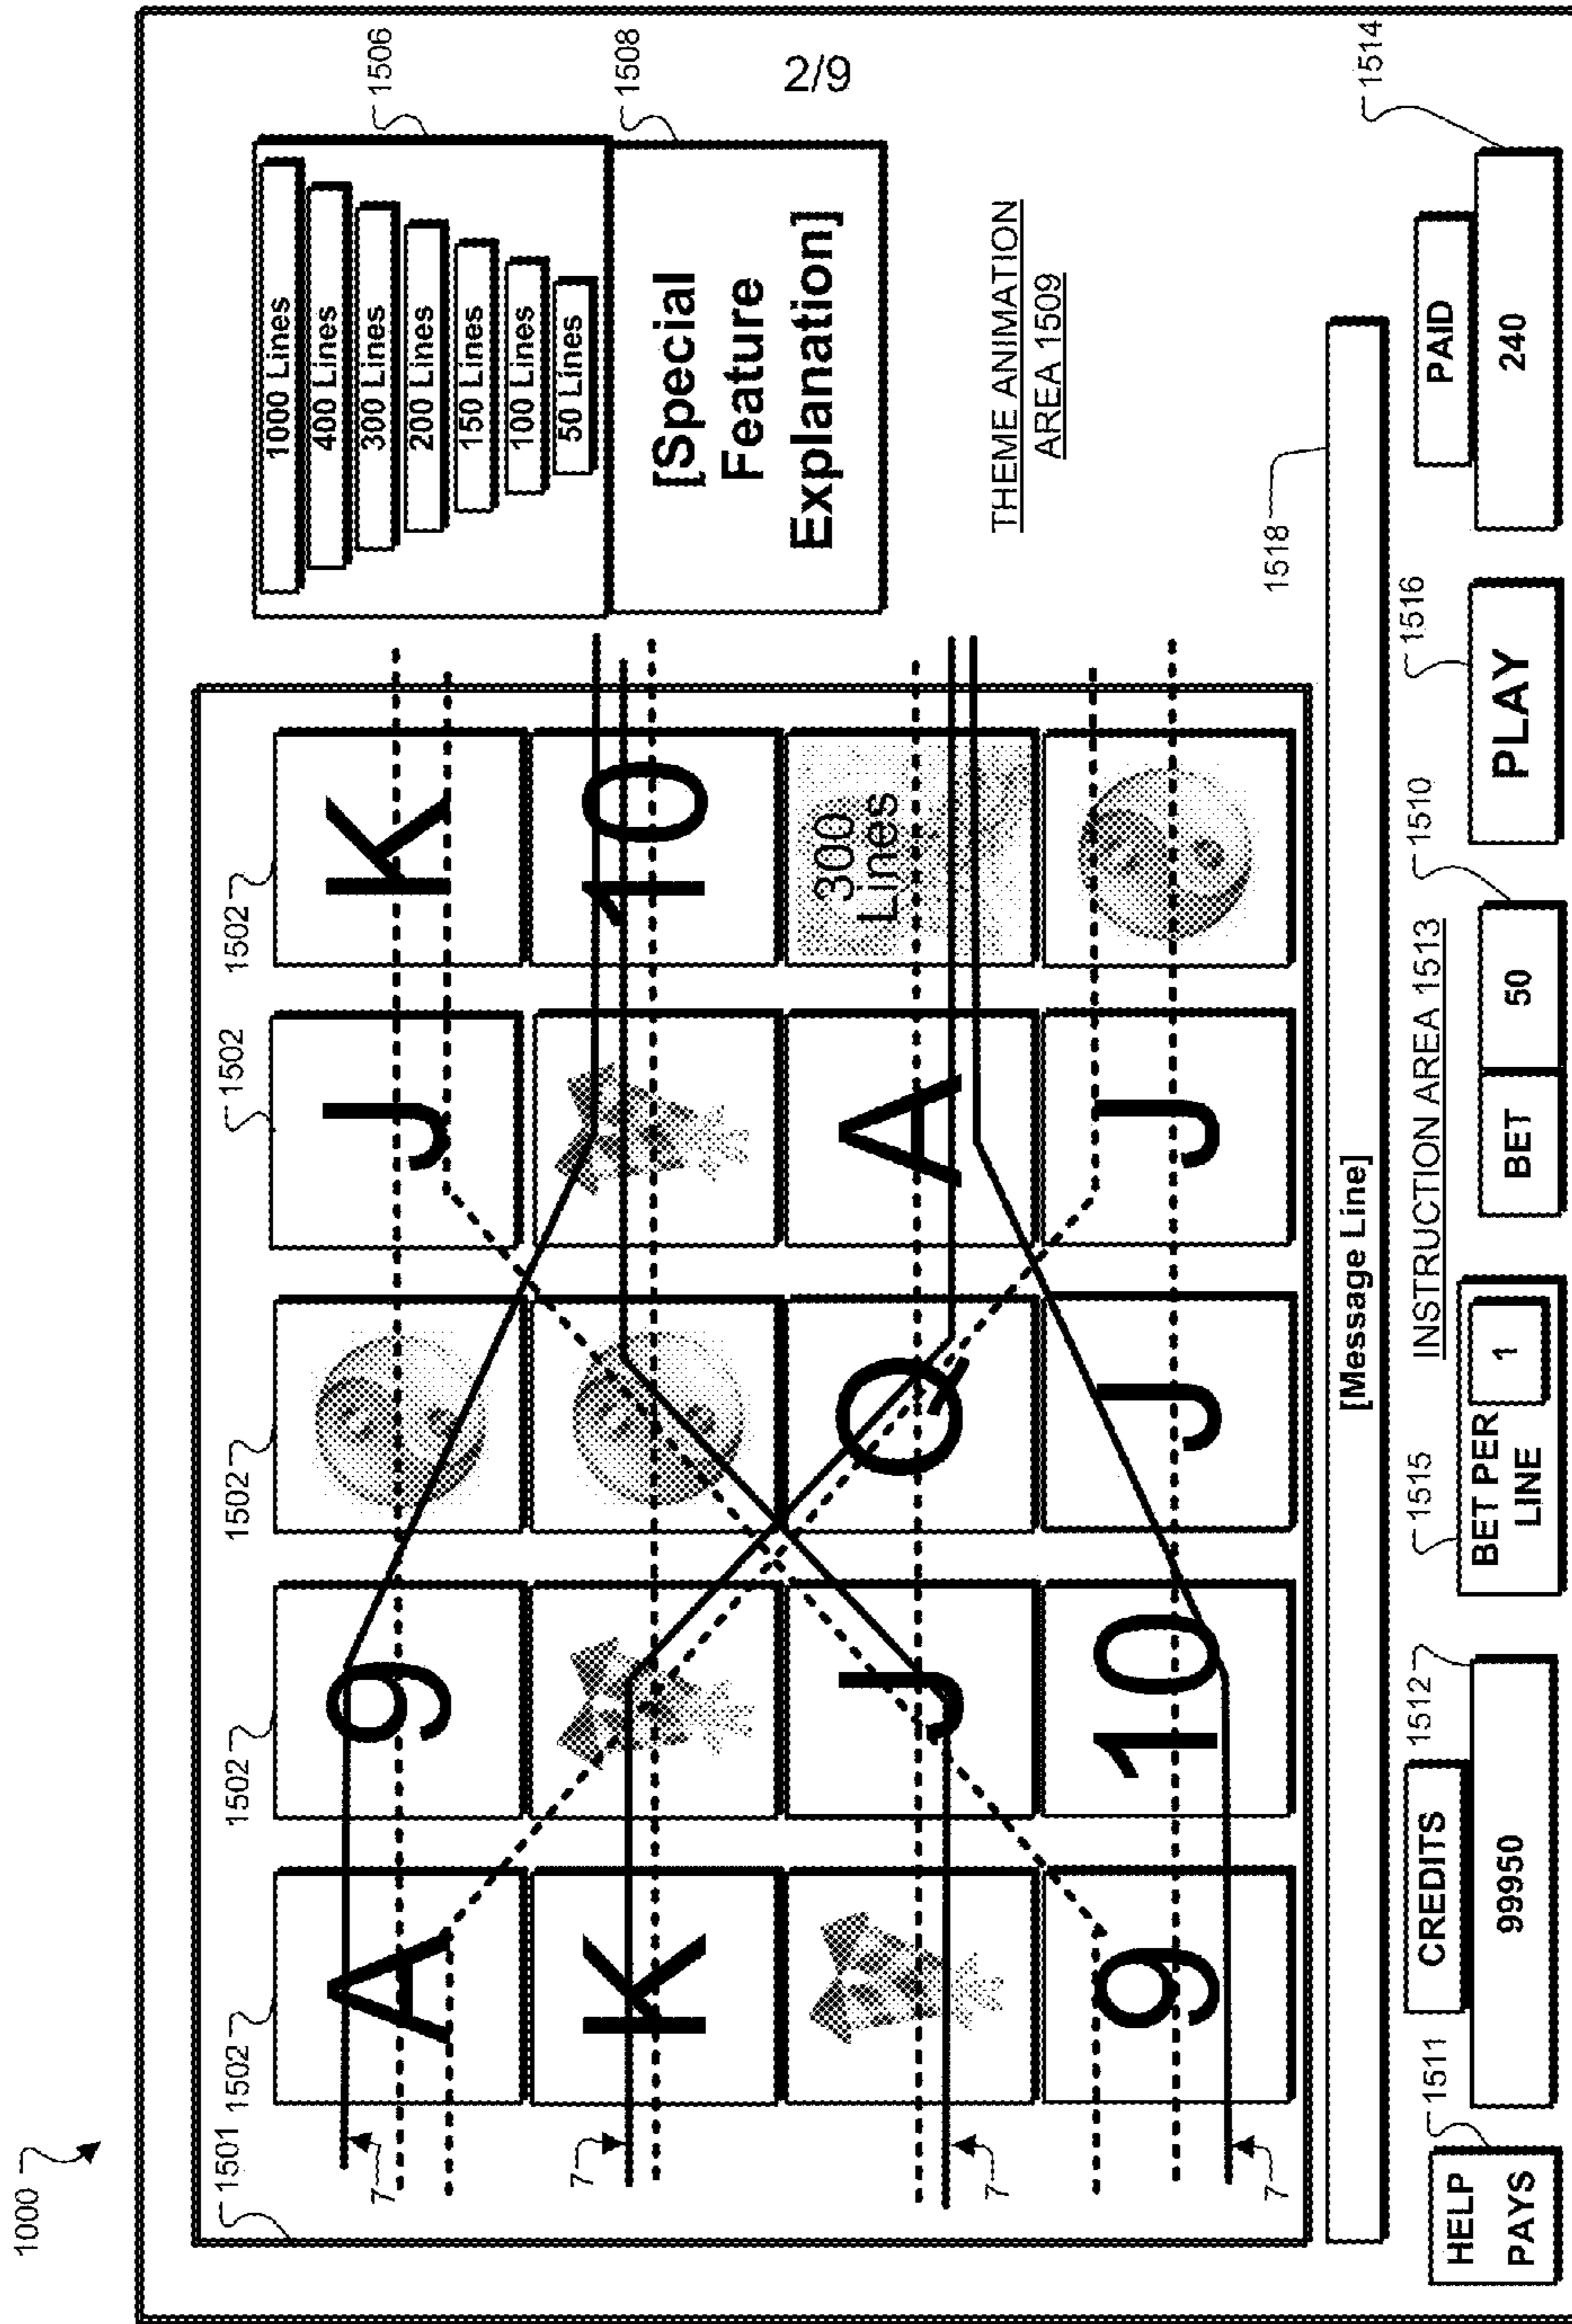 1000
1501
1502
1502
1502
1502
1502
A
9
J
K
K
10
J
Q
A
300
Lines
9
10
J
J
7
7
7
7
1000 Lines
400 Lines
300 Lines
200 Lines
150 Lines
100 Lines
50 Lines
1506
[Special
Feature
Explanation]
1508
2/9
THEME ANIMATION
AREA 1509
1518
[Message Line]
INSTRUCTION AREA 1513
HELP
PAYS
1511
CREDITS
99950
1512
BET PER
LINE
1
1515
BET
50
1510
PLAY
1516
PAID
240
1514